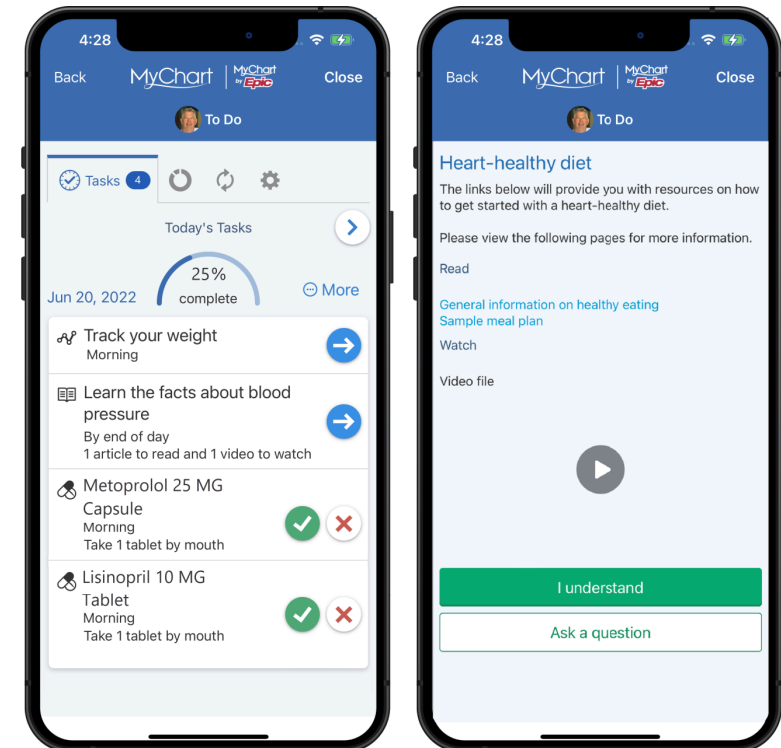 4:28
Back
MyChart
MyChart
by Epic
Close
To Do
Tasks 4
Today's Tasks
25%
complete
Jun 20, 2022
More
Track your weight
Morning
Learn the facts about blood
pressure
By end of day
1 article to read and 1 video to watch
Metoprolol 25 MG
Capsule
Morning
Take 1 tablet by mouth
Lisinopril 10 MG
Tablet
Morning
Take 1 tablet by mouth
4:28
Back
MyChart
MyChart
by Epic
Close
To Do
Heart-healthy diet
The links below will provide you with resources on how
to get started with a heart-healthy diet.
Please view the following pages for more information.
Read
General information on healthy eating
Sample meal plan
Watch
Video file
I understand
Ask a question